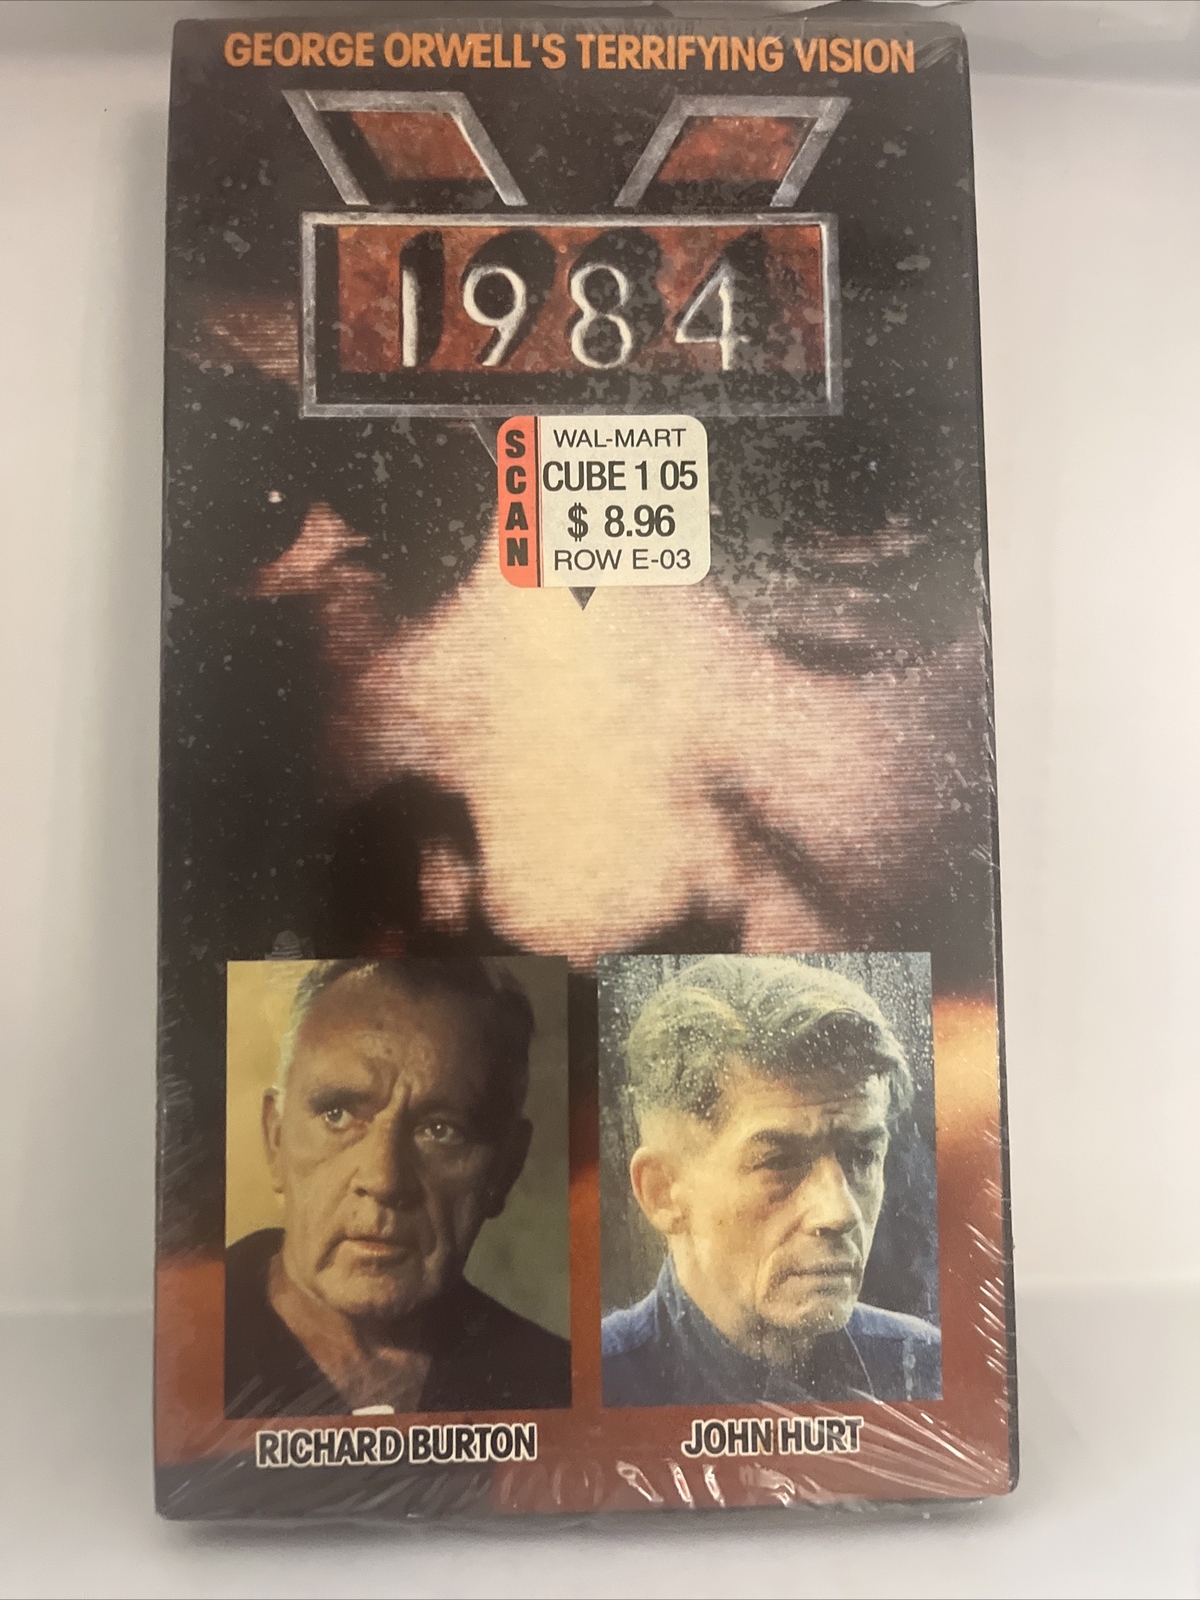 GEORGE ORWELL'S TERRIFYING VISION
1984
SCAN
WAL-MART
CUBE 1 05
$ 8.96
ROW E-03
RICHARD BURTON
JOHN HURT